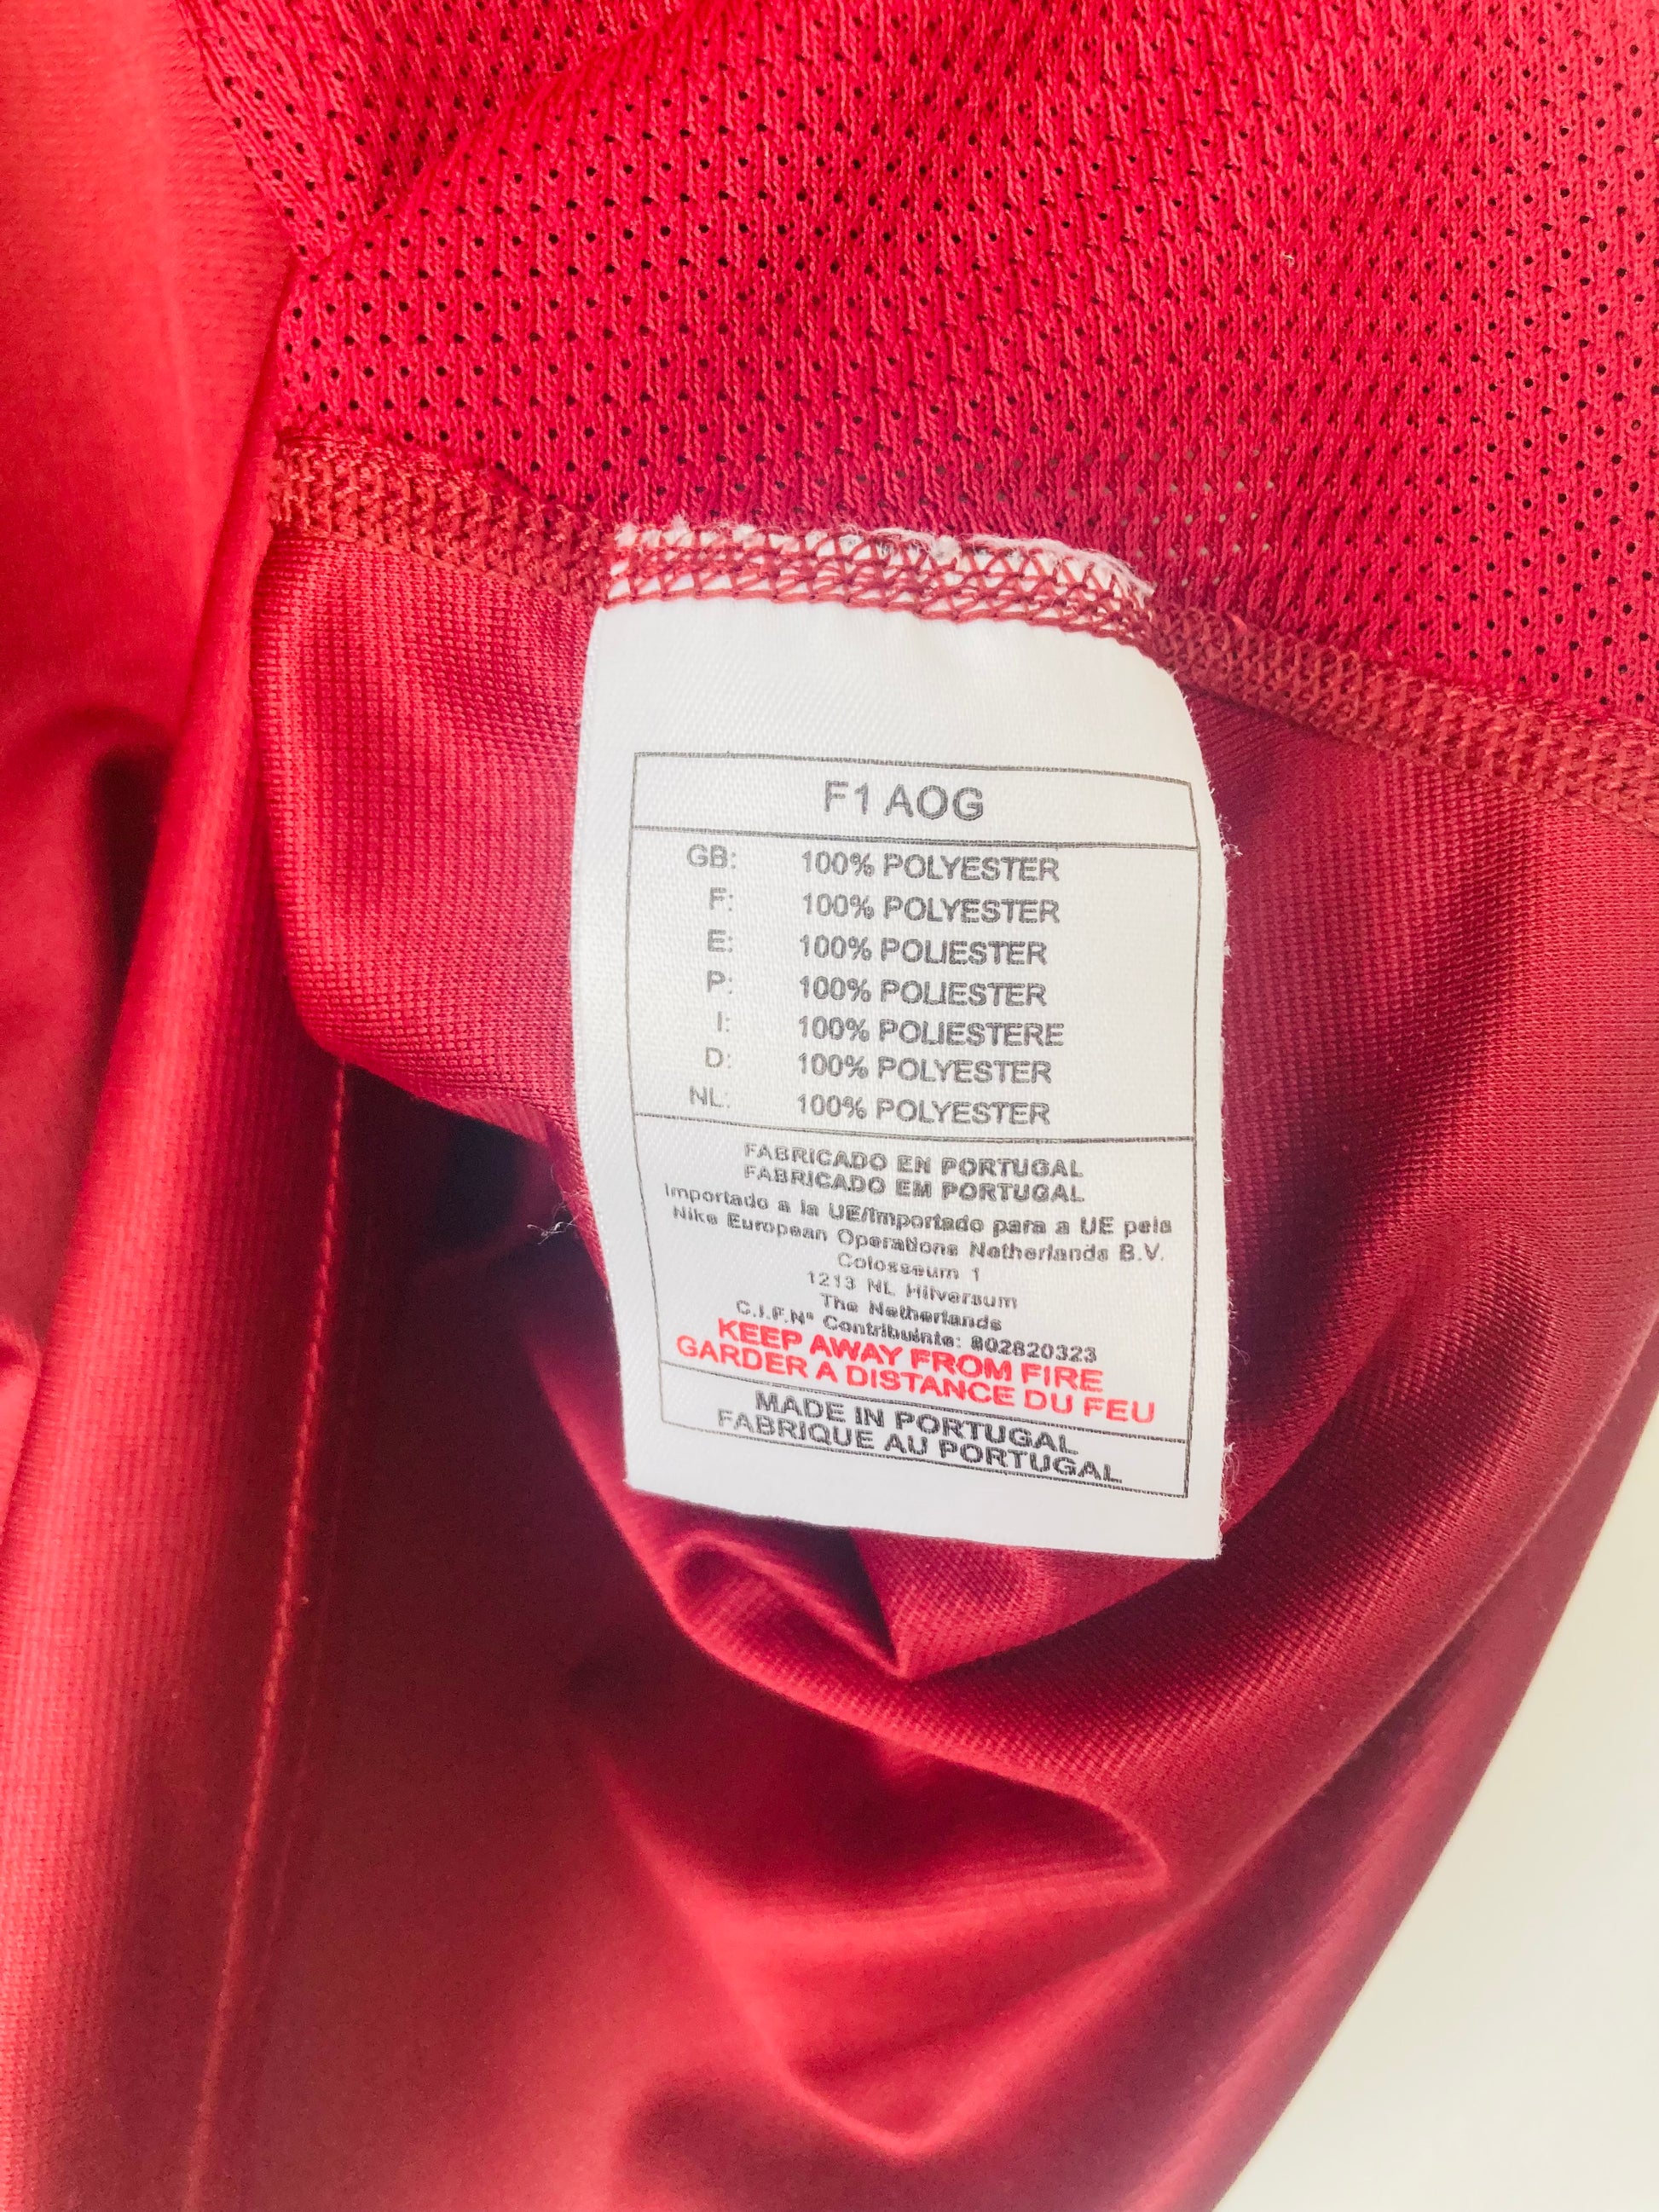 F1 AOG
GB: 100% POLYESTER
F: 100% POLYESTER
E: 100% POLIESTER
P: 100% POLIESTER
I: 100% POLIESTERE
D: 100% POLYESTER
NL: 100% POLYESTER
FABRICADO EN PORTUGAL
FABRICADO EM PORTUGAL
Importado a la UE/Importado para a UE pela
Nike European Operations Netherlands B.V.
Colosseum 1
1213 NL Hilversum
The Netherlands
C.I.F.Nº Contribuinte: 802820323
KEEP AWAY FROM FIRE
GARDER A DISTANCE DU FEU
MADE IN PORTUGAL
FABRIQUE AU PORTUGAL